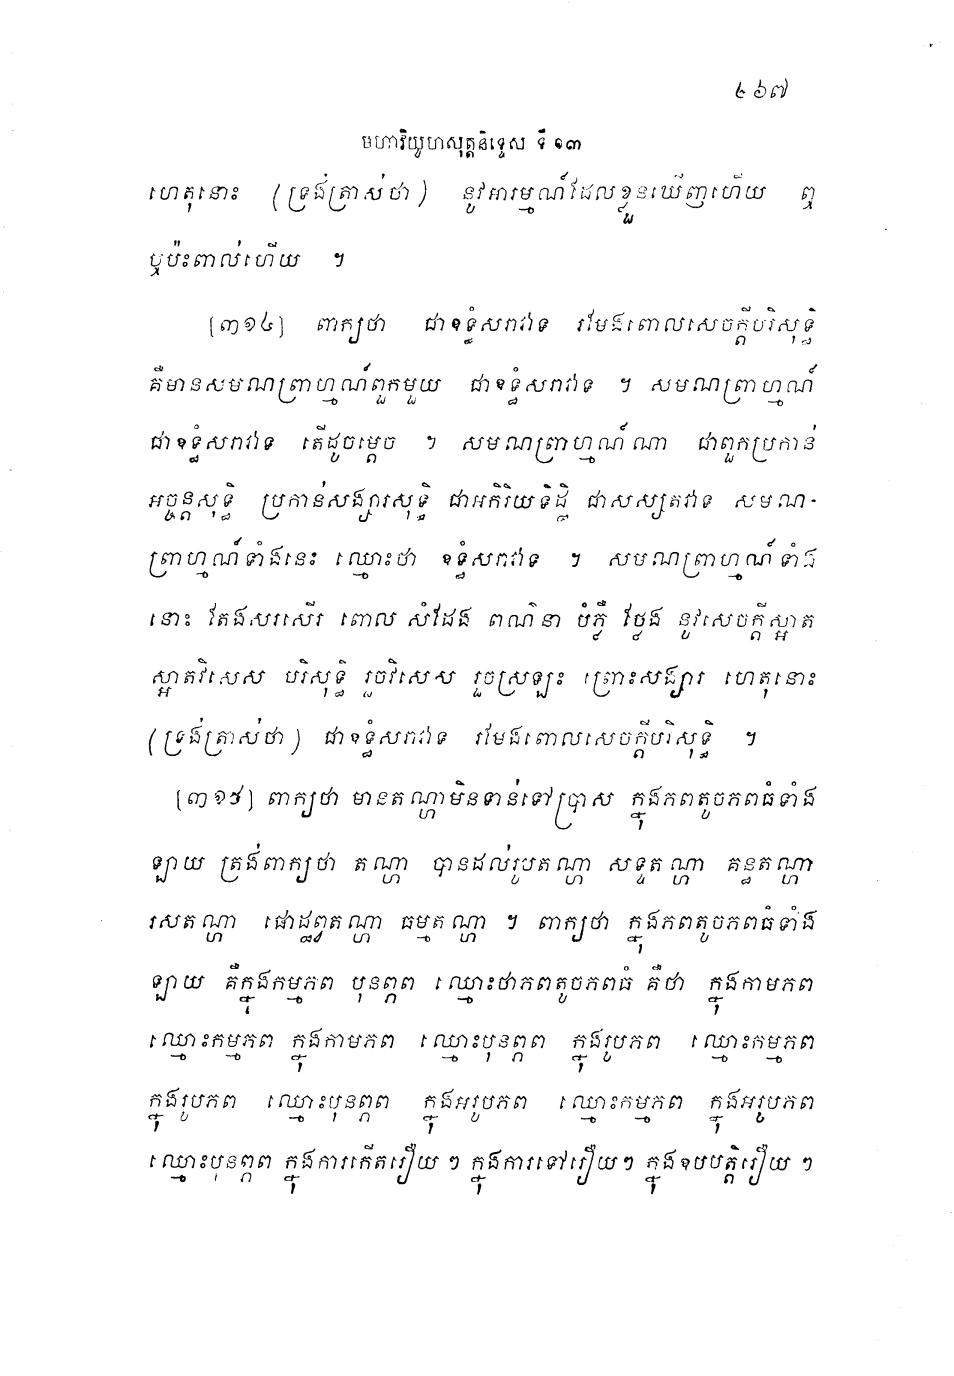 ៤៦៧
មហាវិយូហសុត្តនិទ្ទេស ទី ១៣
ហេតុនោះ (ទ្រង់ត្រាស់ថា) នូវអារម្មណ៍ដែលខ្លួនឃើញហើយ ឮ
ឬប៉ះពាល់ហើយ ។
[៣១៤] ពាក្យថា ជាឧទ្ធំសរាវាទ រមែងពោលសេចក្តីបរិសុទ្ធិ
គឺមានសមណព្រាហ្មណ៍ពួកមួយ ជាឧទ្ធំសរាវាទ ។ សមណព្រាហ្មណ៍
ជាឧទ្ធំសរាវាទ តើដូចម្តេច ។ សមណព្រាហ្មណ៍ណា ជាពួកប្រកាន់
អច្ចន្តសុទ្ធិ ប្រកាន់សង្សារសុទ្ធិ ជាអកិរិយទិដ្ឋិ ជាសស្សតវាទ សមណ-
ព្រាហ្មណ៍ទាំងនេះ ឈ្មោះថា ឧទ្ធំសរាវាទ ។ សមណព្រាហ្មណ៍ទាំង
នោះ តែងសរសើរ ពោល សំដែង ពណ៌នា បំភ្លឺ ថ្លែង នូវសេចក្តីស្អាត
ស្អាតវិសេស បរិសុទ្ធិ រួចវិសេស រួចស្រឡះ ព្រោះសង្សារ ហេតុនោះ
(ទ្រង់ត្រាស់ថា) ជាឧទ្ធំសរាវាទ រមែងពោលសេចក្តីបរិសុទ្ធិ ។
[៣១៥] ពាក្យថា មានតណ្ហាមិនទាន់ទៅប្រាស ក្នុងភពតូចភពធំទាំង
ឡាយ ត្រង់ពាក្យថា តណ្ហា បានដល់រូបតណ្ហា សទ្ទតណ្ហា គន្ធតណ្ហា
រសតណ្ហា ផោដ្ឋព្វតណ្ហា ធម្មតណ្ហា ។ ពាក្យថា ក្នុងភពតូចភពធំទាំង
ឡាយ គឺក្នុងកម្មភព បុនព្ភព ឈ្មោះថាភពតូចភពធំ គឺថា ក្នុងកាមភព
ឈ្មោះកម្មភព ក្នុងកាមភព ឈ្មោះបុនព្ភព ក្នុងរូបភព ឈ្មោះកម្មភព
ក្នុងរូបភព ឈ្មោះបុនព្ភព ក្នុងអរូបភព ឈ្មោះកម្មភព ក្នុងអរូបភព
ឈ្មោះបុនព្ភព ក្នុងការកើតរឿយ ៗ ក្នុងការទៅរឿយៗ ក្នុងឧបបត្តិរឿយ ៗ